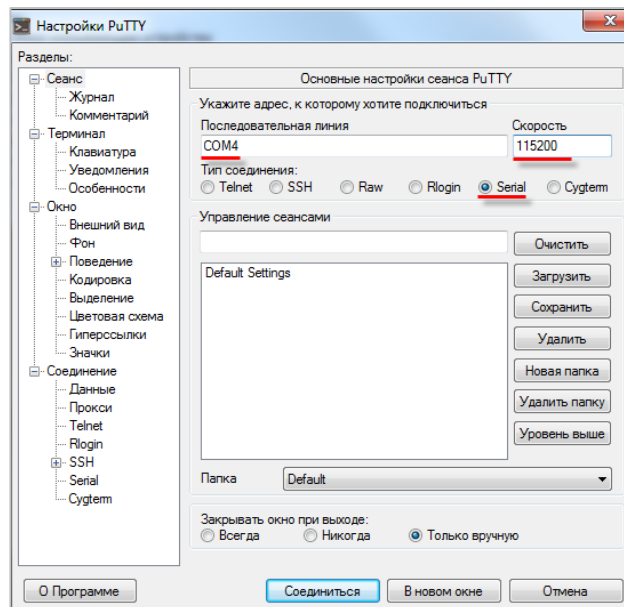 Настройки PuTTY
Разделы:
Сеанс
Журнал
Комментарий
Терминал
Клавиатура
Уведомления
Особенности
Окно
Внешний вид
Фон
Поведение
Кодировка
Выделение
Цветовая схема
Гиперссылки
Значки
Соединение
Данные
Прокси
Telnet
Rlogin
SSH
Serial
Cygterm
Основные настройки сеанса PuTTY
Укажите адрес, к которому хотите подключиться
Последовательная линия Скорость
COM4 115200
Тип соединения:
Telnet SSH Raw Rlogin Serial Cygterm
Управление сеансами
Очистить
Default Settings
Загрузить
Сохранить
Удалить
Новая папка
Удалить папку
Уровень выше
Папка Default
Закрывать окно при выходе:
Всегда Никогда Только вручную
О Программе Соединиться В новом окне Отмена